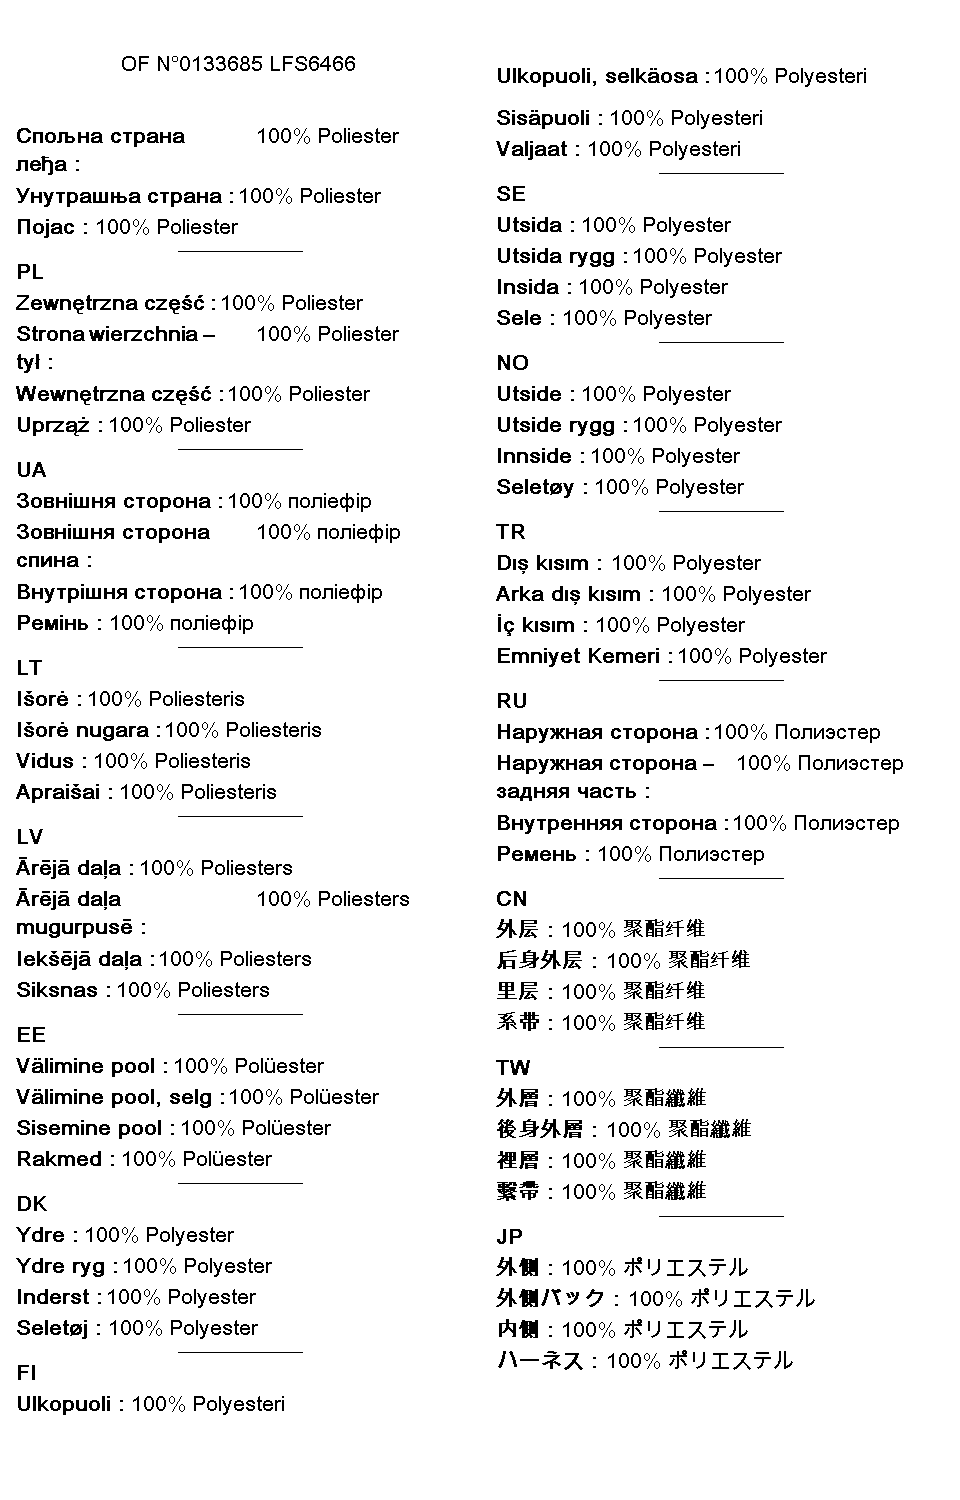 OF N°0133685 LFS6466
Спољна страна 100% Poliester
леђа :
Унутрашња страна : 100% Poliester
Појас : 100% Poliester
PL
Zewnętrzna część : 100% Poliester
Strona wierzchnia – 100% Poliester
tył :
Wewnętrzna część : 100% Poliester
Uprząż : 100% Poliester
UA
Зовнішня сторона : 100% поліефір
Зовнішня сторона 100% поліефір
спина :
Внутрішня сторона : 100% поліефір
Ремінь : 100% поліефір
LT
Išorė : 100% Poliesteris
Išorė nugara : 100% Poliesteris
Vidus : 100% Poliesteris
Apraišai : 100% Poliesteris
LV
Ārējā daļa : 100% Poliesters
Ārējā daļa 100% Poliesters
mugurpusē :
Iekšējā daļa : 100% Poliesters
Siksnas : 100% Poliesters
EE
Välimine pool : 100% Polüester
Välimine pool, selg : 100% Polüester
Sisemine pool : 100% Polüester
Rakmed : 100% Polüester
DK
Ydre : 100% Polyester
Ydre ryg : 100% Polyester
Inderst : 100% Polyester
Seletøj : 100% Polyester
FI
Ulkopuoli : 100% Polyesteri
Ulkopuoli, selkäosa : 100% Polyesteri
Sisäpuoli : 100% Polyesteri
Valjaat : 100% Polyesteri
SE
Utsida : 100% Polyester
Utsida rygg : 100% Polyester
Insida : 100% Polyester
Sele : 100% Polyester
NO
Utside : 100% Polyester
Utside rygg : 100% Polyester
Innside : 100% Polyester
Seletøy : 100% Polyester
TR
Dış kısım : 100% Polyester
Arka dış kısım : 100% Polyester
İç kısım : 100% Polyester
Emniyet Kemeri : 100% Polyester
RU
Наружная сторона : 100% Полиэстер
Наружная сторона – 100% Полиэстер
задняя часть :
Внутренняя сторона : 100% Полиэстер
Ремень : 100% Полиэстер
CN
外层 : 100% 聚酯纤维
后身外层 : 100% 聚酯纤维
里层 : 100% 聚酯纤维
系带 : 100% 聚酯纤维
TW
外層 : 100% 聚酯纖維
後身外層 : 100% 聚酯纖維
裡層 : 100% 聚酯纖維
繫帶 : 100% 聚酯纖維
JP
外側 : 100% ポリエステル
外側バック : 100% ポリエステル
内側 : 100% ポリエステル
ハーネス : 100% ポリエステル